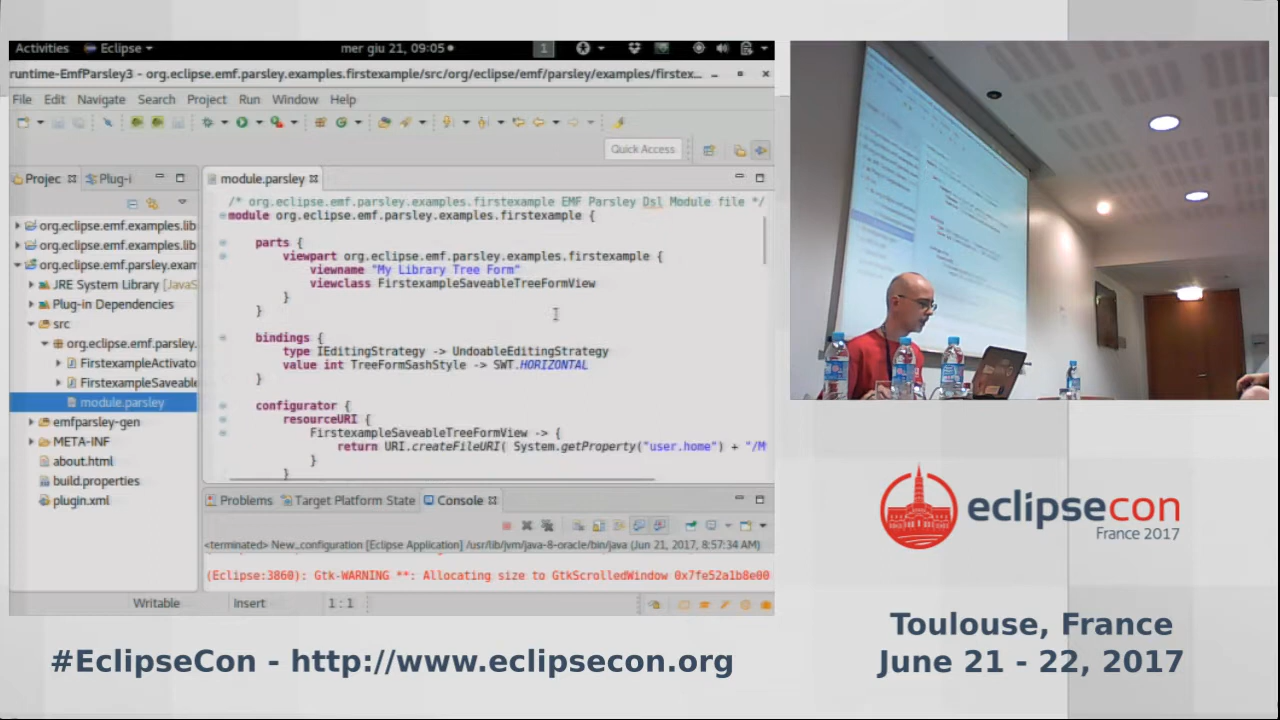 Activities Eclipse mer giu 21, 09:05 1
runtime-EmfParsley3 - org.eclipse.emf.parsley.examples.firstexample/src/org/eclipse/emf/parsley/examples/firstex...
File Edit Navigate Search Project Run Window Help
Quick Access
Projec Plug-i
org.eclipse.emf.examples.lib
org.eclipse.emf.examples.lib
org.eclipse.emf.parsley.exam
JRE System Library [JavaS
Plug-in Dependencies
src
org.eclipse.emf.parsley.
FirstexampleActivato
FirstexampleSaveable
module.parsley
emfparsley-gen
META-INF
about.html
build.properties
plugin.xml
module.parsley
/* org.eclipse.emf.parsley.examples.firstexample EMF Parsley Dsl Module file */
module org.eclipse.emf.parsley.examples.firstexample {
parts {
viewpart org.eclipse.emf.parsley.examples.firstexample {
viewname "My Library Tree Form"
viewclass FirstexampleSaveableTreeFormView
}
}
bindings {
type IEditingStrategy -> UndoableEditingStrategy
value int TreeFormSashStyle -> SWT.HORIZONTAL
}
configurator {
resourceURI {
FirstexampleSaveableTreeFormView -> {
return URI.createFileURI( System.getProperty("user.home") + "/M
}
}
Problems Target Platform State Console
<terminated> New_configuration [Eclipse Application] /usr/lib/jvm/java-8-oracle/bin/java (Jun 21, 2017, 8:57:34 AM)
(Eclipse:3860): Gtk-WARNING **: Allocating size to GtkScrolledWindow 0x7fe52a1b8e00
Writable Insert 1 : 1
eclipsecon
France 2017
Toulouse, France
June 21 - 22, 2017
#EclipseCon - http://www.eclipsecon.org